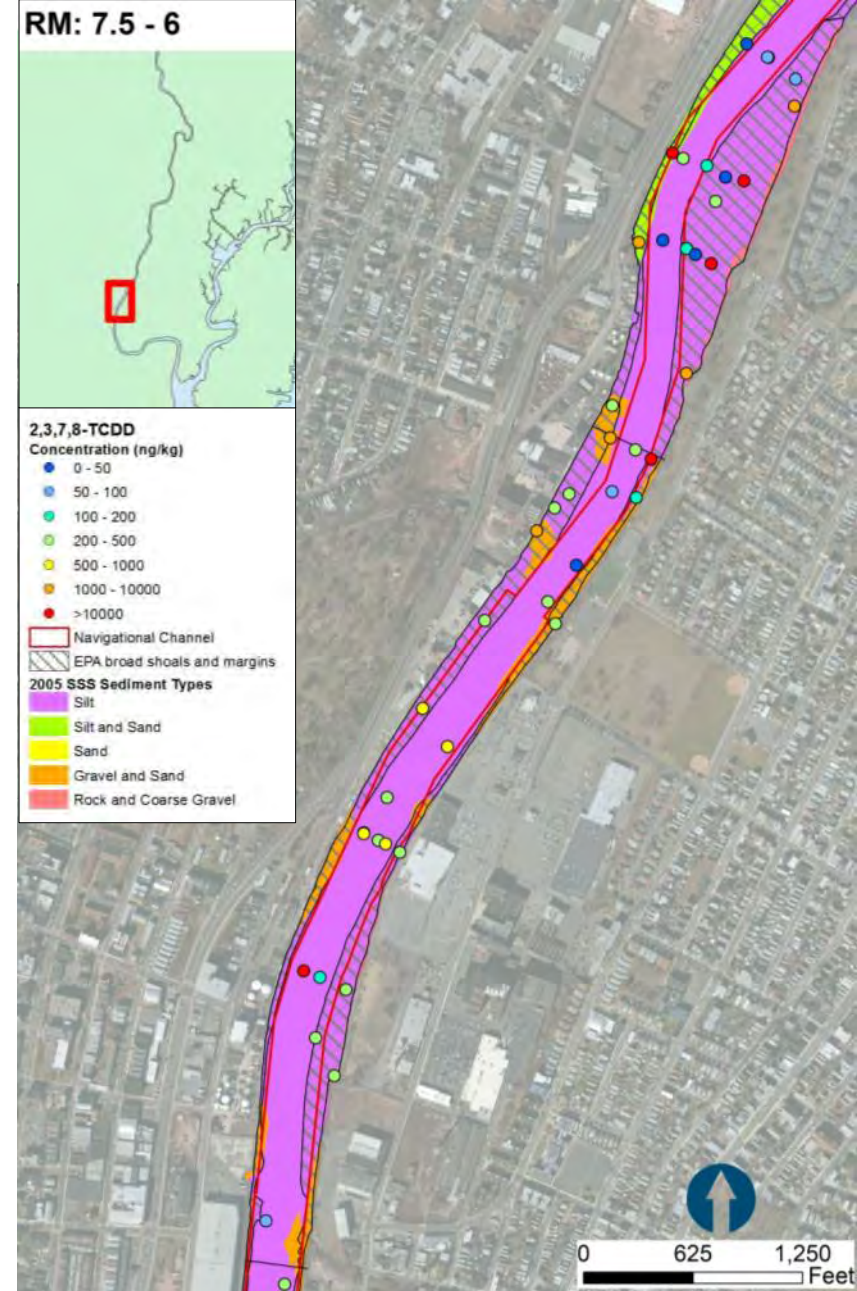 RM: 7.5 - 6
2,3,7,8-TCDD
Concentration (ng/kg)
0 - 50
50 - 100
100 - 200
200 - 500
500 - 1000
1000 - 10000
>10000
Navigational Channel
EPA broad shoals and margins
2005 SSS Sediment Types
Silt
Silt and Sand
Sand
Gravel and Sand
Rock and Coarse Gravel
0 625 1,250
Feet